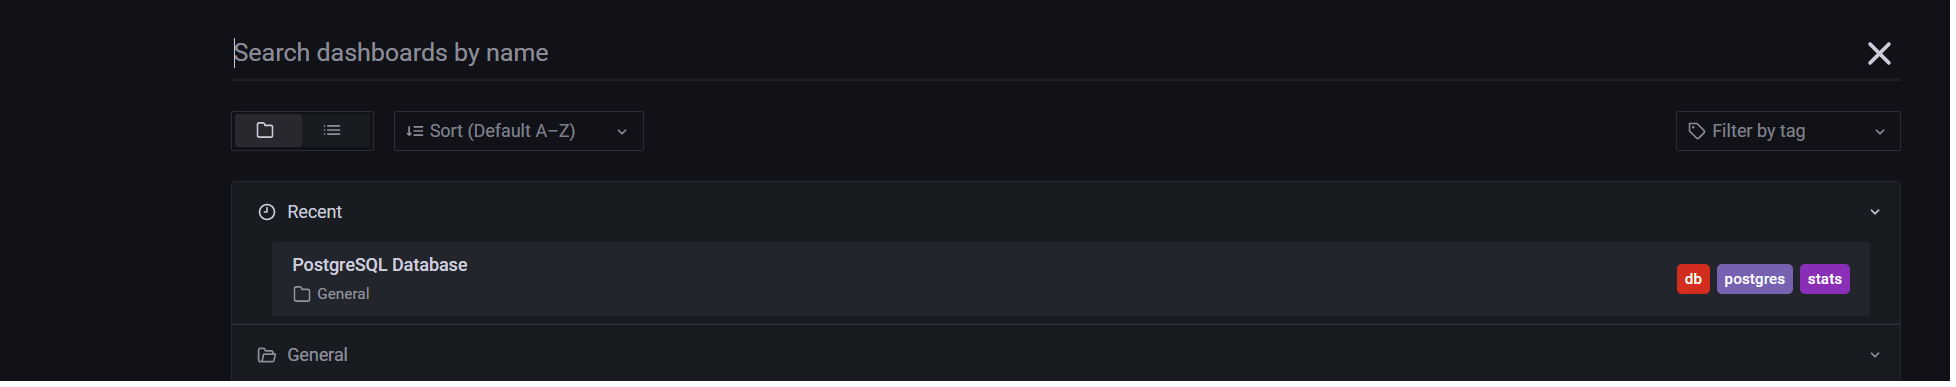 Search dashboards by name
Sort (Default A–Z)
Filter by tag
Recent
PostgreSQL Database
General
db postgres stats
General